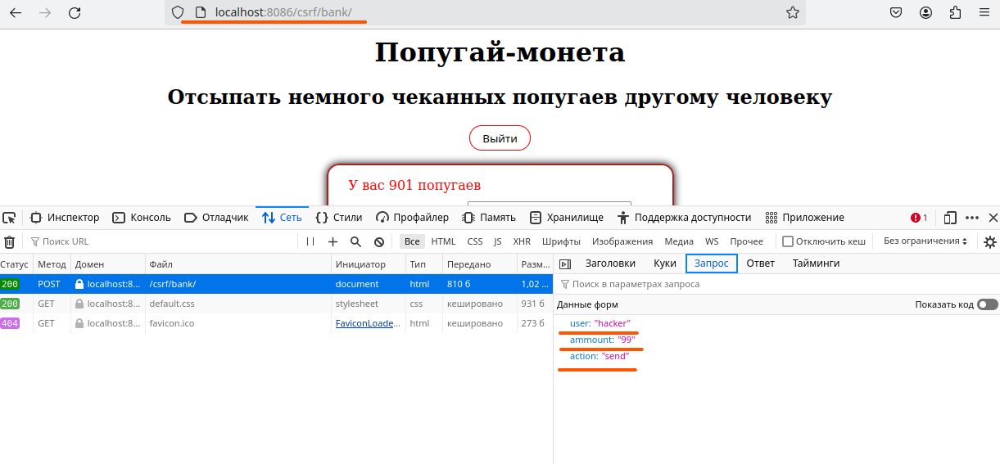 localhost:8086/csrf/bank/
Попугай-монета
Отсыпать немного чеканных попугаев другому человеку
Выйти
У вас 901 попугаев
Инспектор Консоль Отладчик Сеть Стили Профайлер Память Хранилище Поддержка доступности Приложение 1
Поиск URL Все HTML CSS JS XHR Шрифты Изображения Медиа WS Прочее Отключить кеш Без ограничения
Статус Метод Домен Файл Инициатор Тип Передано Разм... Заголовки Куки Запрос Ответ Тайминги
200 POST localhost:8... /csrf/bank/ document html 810 б 1,02 ...
Поиск в параметрах запроса
200 GET localhost:8... default.css stylesheet css кешировано 931 б
Данные форм Показать код
404 GET localhost:8... favicon.ico FaviconLoade... html кешировано 273 б
user: "hacker"
ammount: "99"
action: "send"